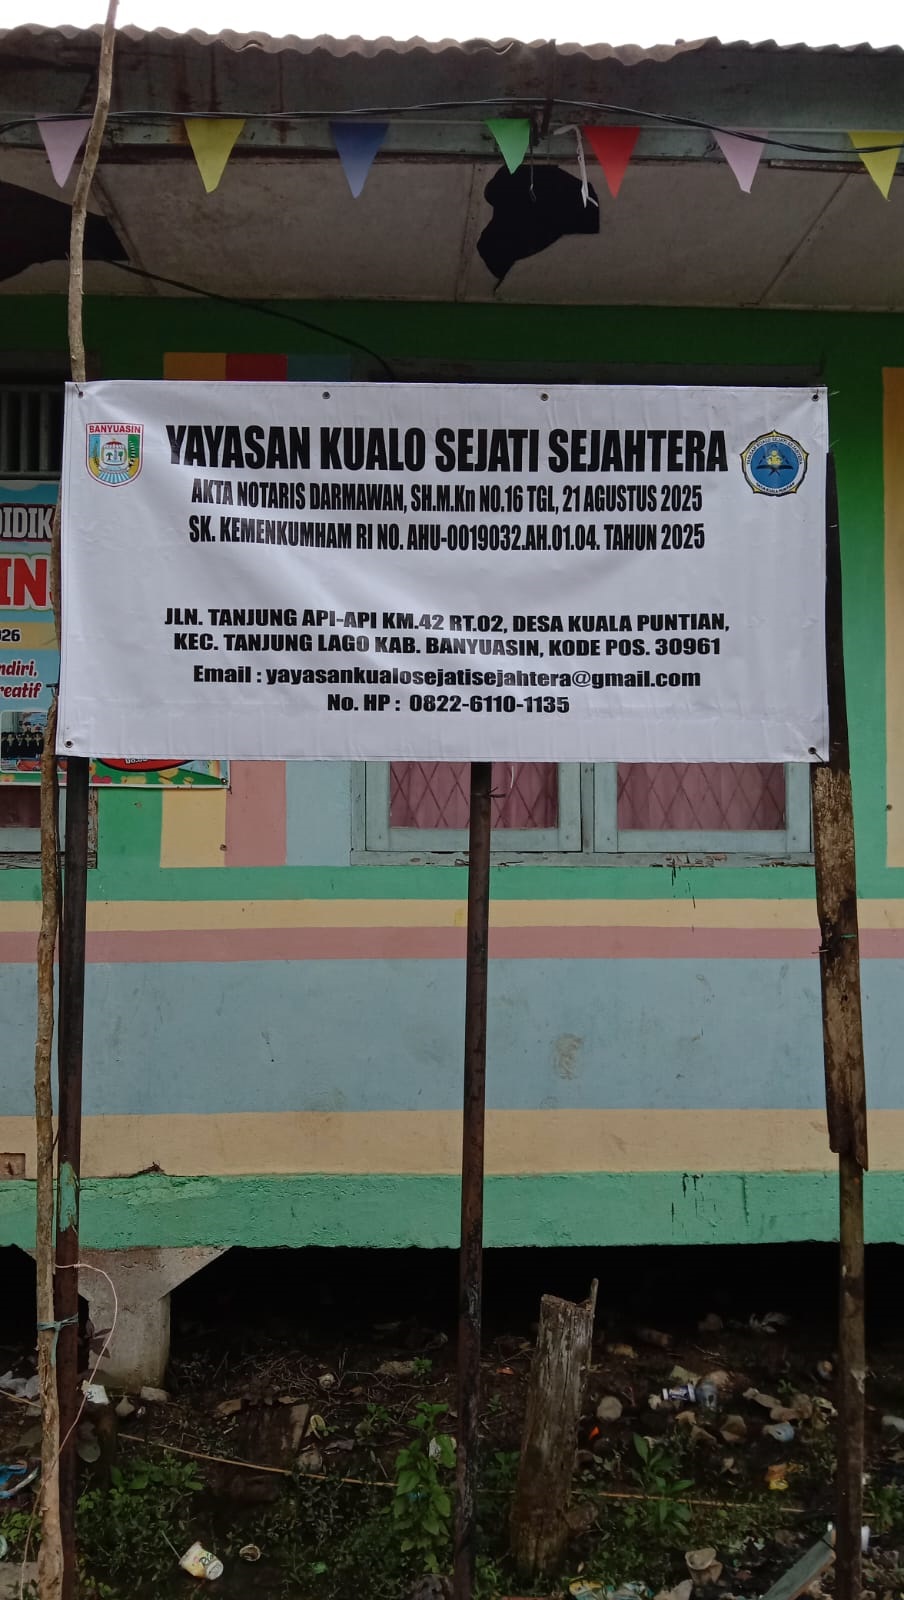 BANYUASIN
YAYASAN KUALO SEJATI SEJAHTERA
AKTA NOTARIS DARMAWAN, SH.M.Kn NO.16 TGL, 21 AGUSTUS 2025
SK. KEMENKUMHAM RI NO. AHU-0019032.AH.01.04. TAHUN 2025
JLN. TANJUNG API-API KM.42 RT.02, DESA KUALA PUNTIAN,
KEC. TANJUNG LAGO KAB. BANYUASIN, KODE POS. 30961
Email : yayasankualosejatisejahtera@gmail.com
No. HP : 0822-6110-1135